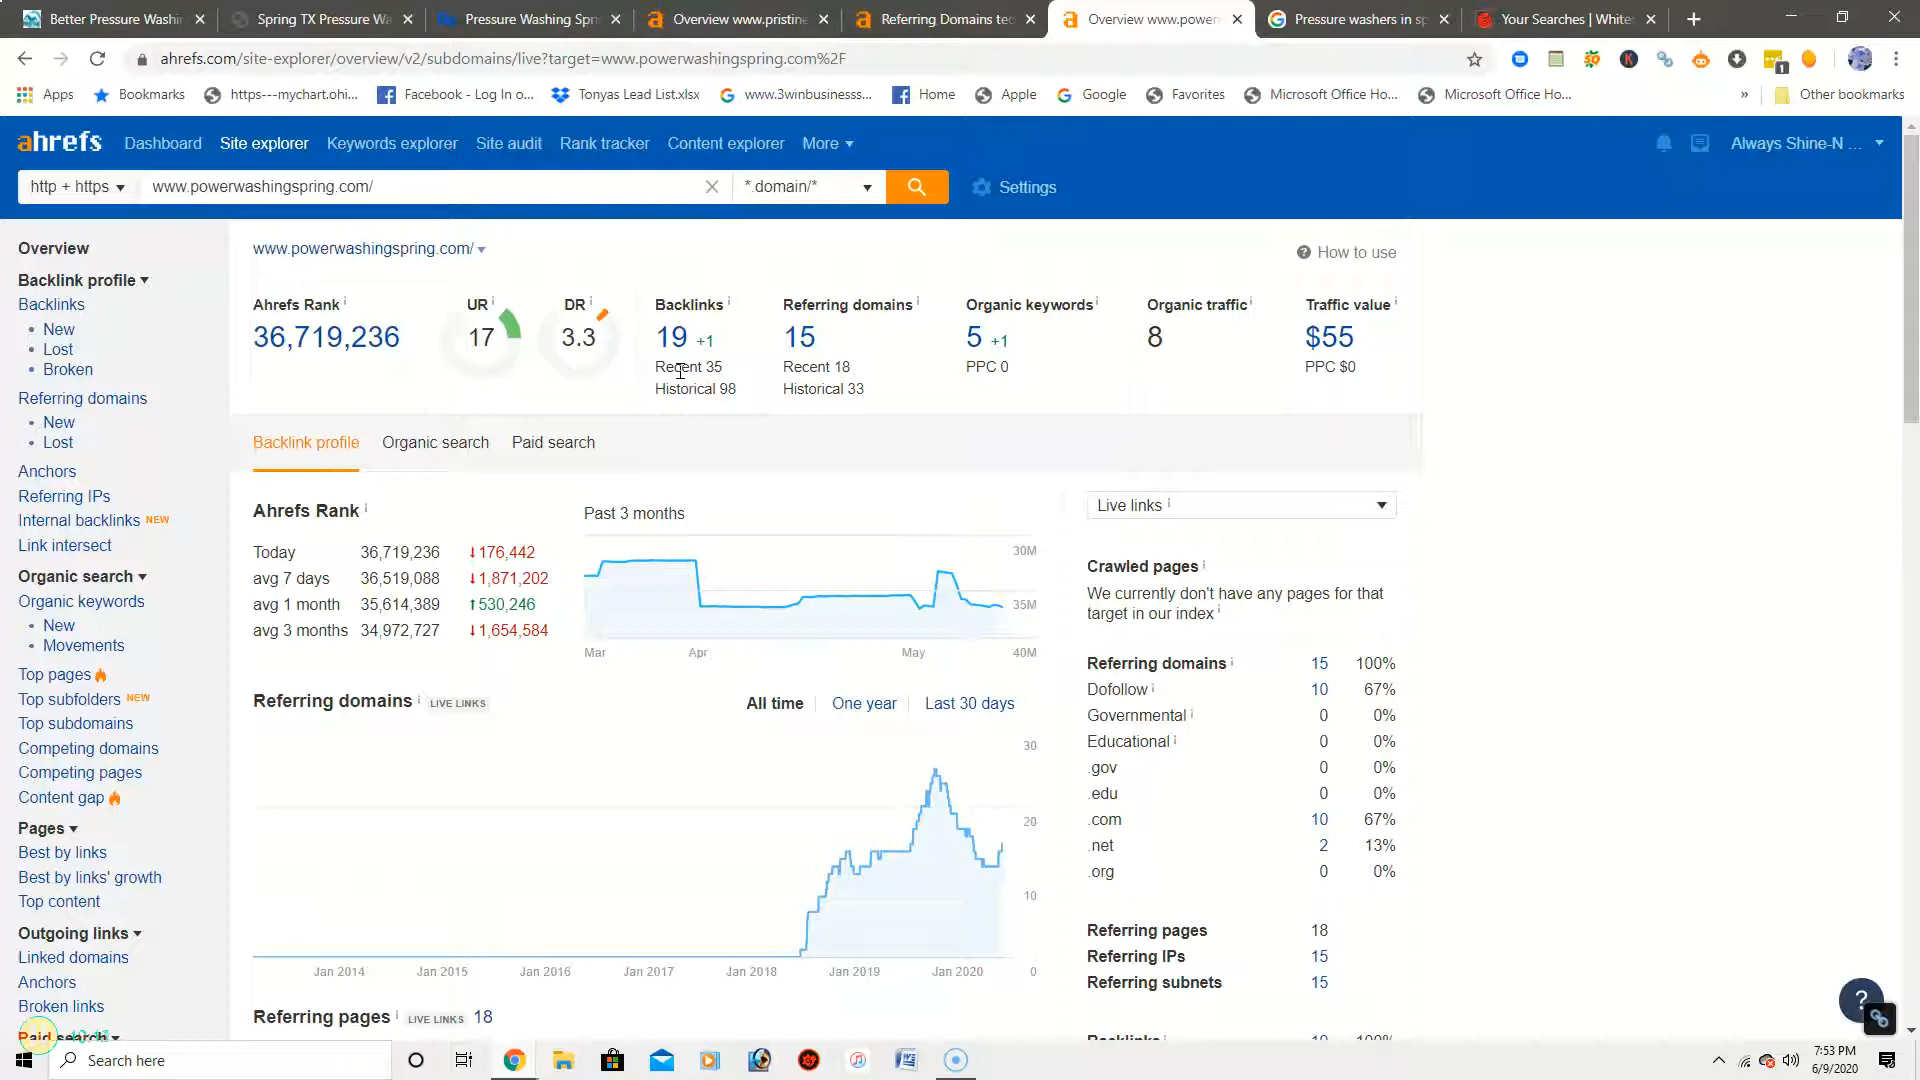 Better Pressure Washin
Spring TX Pressure Wa
Pressure Washing Spri
Overview www.pristine
Referring Domains tec
Overview www.power
Pressure washers in sp
Your Searches | White
ahrefs.com/site-explorer/overview/v2/subdomains/live?target=www.powerwashingspring.com%2F
Apps
Bookmarks
https---mychart.ohi...
Facebook - Log In o...
Tonyas Lead List.xlsx
www.3winbusinesss...
Home
Apple
Google
Favorites
Microsoft Office Ho...
Microsoft Office Ho...
»
Other bookmarks
ahrefs
Dashboard
Site explorer
Keywords explorer
Site audit
Rank tracker
Content explorer
More
Always Shine-N ...
http + https
www.powerwashingspring.com/
*.domain/*
Settings
Overview
Backlink profile
Backlinks
New
Lost
Broken
Referring domains
New
Lost
Anchors
Referring IPs
Internal backlinks NEW
Link intersect
Organic search
Organic keywords
New
Movements
Top pages
Top subfolders NEW
Top subdomains
Competing domains
Competing pages
Content gap
Pages
Best by links
Best by links' growth
Top content
Outgoing links
Linked domains
Anchors
Broken links
Paid search
www.powerwashingspring.com/
How to use
Ahrefs Rank
36,719,236
UR
17
DR
3.3
Backlinks
19 +1
Recent 35
Historical 98
Referring domains
15
Recent 18
Historical 33
Organic keywords
5 +1
PPC 0
Organic traffic
8
Traffic value
$55
PPC $0
Backlink profile
Organic search
Paid search
Ahrefs Rank
Today 36,719,236 ↓176,442
avg 7 days 36,519,088 ↓1,871,202
avg 1 month 35,614,389 ↑530,246
avg 3 months 34,972,727 ↓1,654,584
Past 3 months
30M
35M
40M
Mar
Apr
May
Live links
Crawled pages
We currently don't have any pages for that
target in our index
Referring domains 15 100%
Dofollow 10 67%
Governmental 0 0%
Educational 0 0%
.gov 0 0%
.edu 0 0%
.com 10 67%
.net 2 13%
.org 0 0%
Referring pages 18
Referring IPs 15
Referring subnets 15
Referring domains LIVE LINKS
All time
One year
Last 30 days
30
20
10
0
Jan 2014
Jan 2015
Jan 2016
Jan 2017
Jan 2018
Jan 2019
Jan 2020
Referring pages LIVE LINKS 18
Search here
7:53 PM
6/9/2020